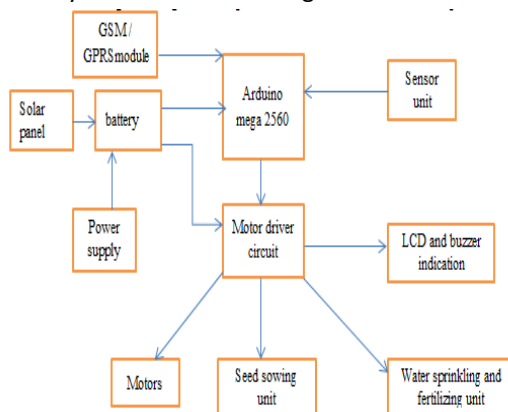 GSM /
GPRSmodule
Arduino
mega 2560
Sensor
unit
Solar
panel
battery
Power
supply
Motor driver
circuit
LCD and buzzer
indication
Motors
Seed sowing
unit
Water sprinkling and
fertilizing unit